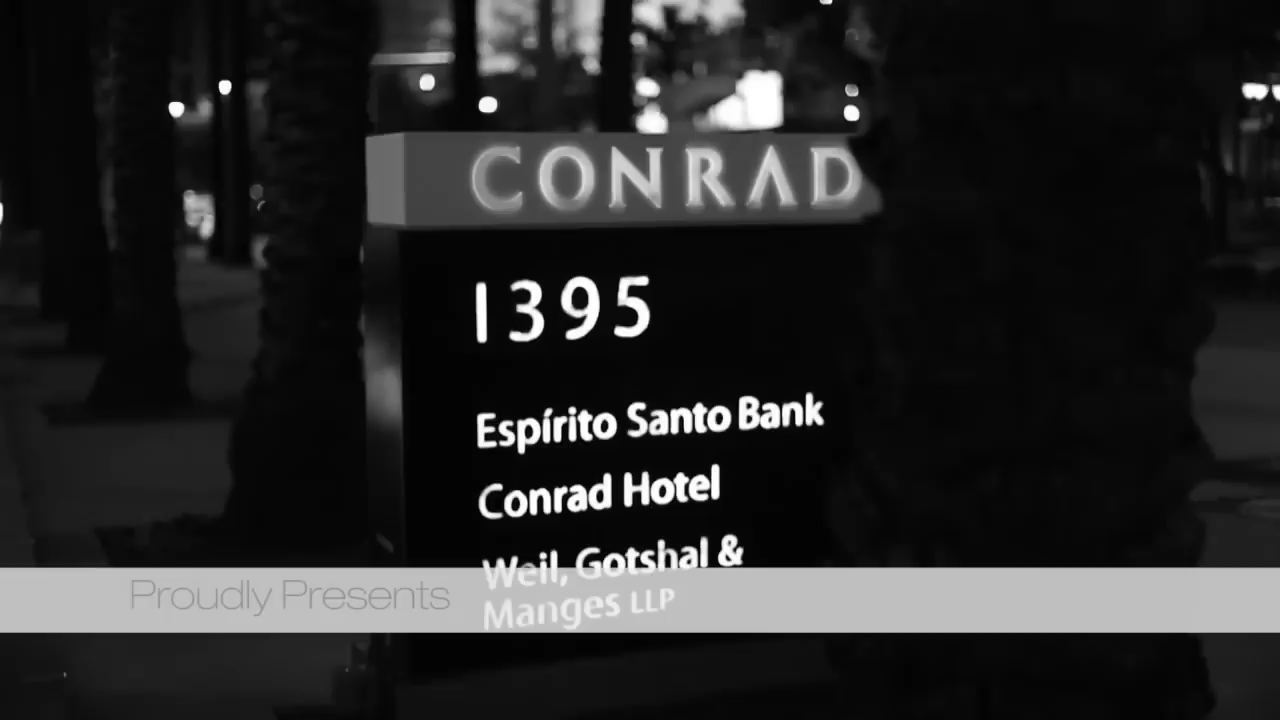 CONRAD
1395
Espírito Santo Bank
Conrad Hotel
Weil, Gotshal &
Manges LLP
Proudly Presents